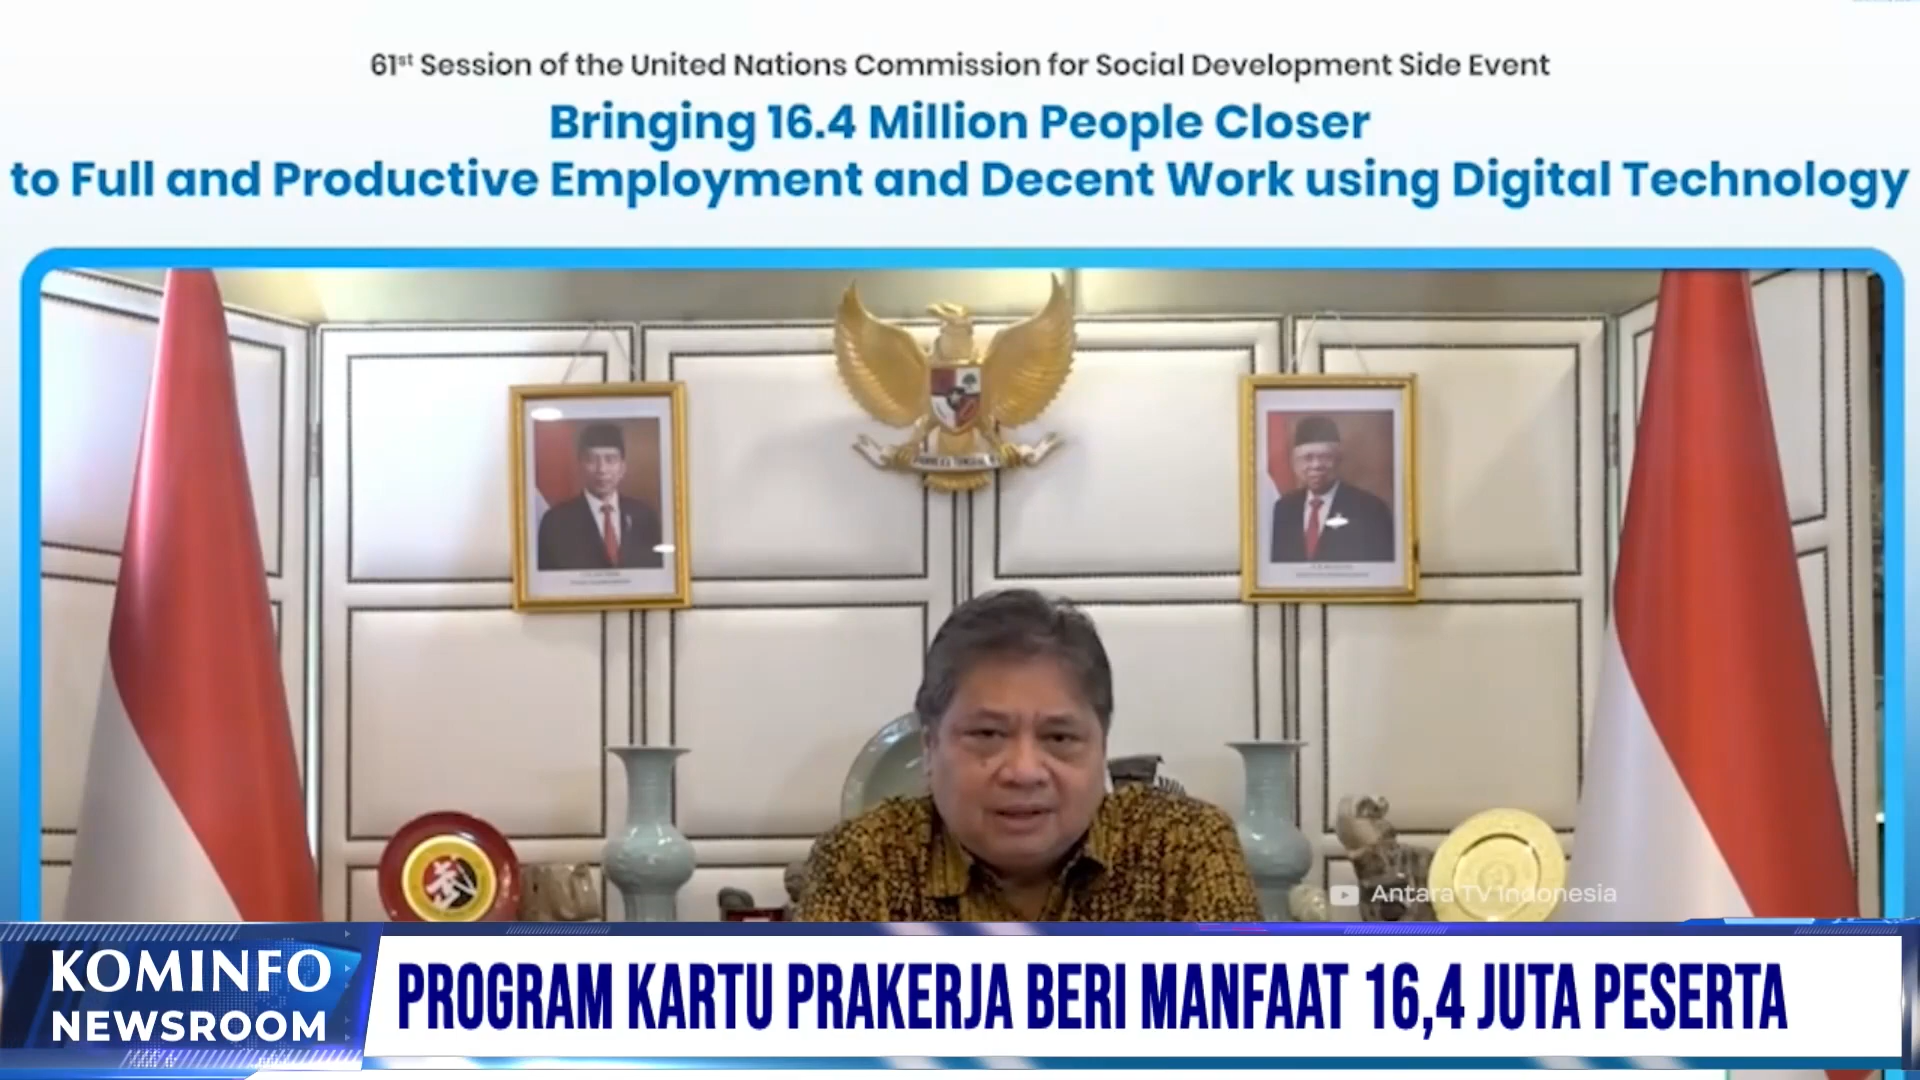 61st Session of the United Nations Commission for Social Development Side Event
Bringing 16.4 Million People Closer
to Full and Productive Employment and Decent Work using Digital Technology
Antara TV Indonesia
KOMINFO
NEWSROOM
PROGRAM KARTU PRAKERJA BERI MANFAAT 16,4 JUTA PESERTA